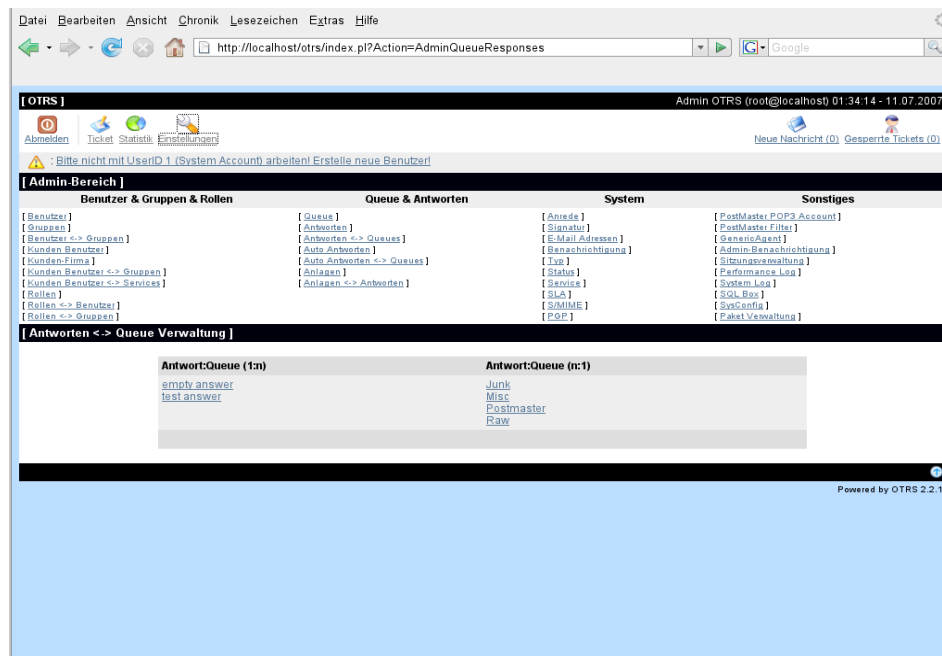 Datei Bearbeiten Ansicht Chronik Lesezeichen Extras Hilfe
http://localhost/otrs/index.pl?Action=AdminQueueResponses
G Google
[ OTRS ] Admin OTRS (root@localhost) 01:34:14 - 11.07.2007
Abmelden Ticket Statistik Einstellungen Neue Nachricht (0) Gesperrte Tickets (0)
: Bitte nicht mit UserID 1 (System Account) arbeiten! Erstelle neue Benutzer!
[ Admin-Bereich ]
Benutzer & Gruppen & Rollen Queue & Antworten System Sonstiges
[ Benutzer ] [ Queue ] [ Anrede ] [ PostMaster POP3 Account ]
[ Gruppen ] [ Antworten ] [ Signatur ] [ PostMaster Filter ]
[ Benutzer <-> Gruppen ] [ Antworten <-> Queues ] [ E-Mail Adressen ] [ GenericAgent ]
[ Kunden Benutzer ] [ Auto Antworten ] [ Benachrichtigung ] [ Admin-Benachrichtigung ]
[ Kunden-Firma ] [ Auto Antworten <-> Queues ] [ Typ ] [ Sitzungsverwaltung ]
[ Kunden Benutzer <-> Gruppen ] [ Anlagen ] [ Status ] [ Performance Log ]
[ Kunden Benutzer <-> Services ] [ Anlagen <-> Antworten ] [ Service ] [ System Log ]
[ Rollen ] [ SLA ] [ SQL Box ]
[ Rollen <-> Benutzer ] [ S/MIME ] [ SysConfig ]
[ Rollen <-> Gruppen ] [ PGP ] [ Paket Verwaltung ]
[ Antworten <-> Queue Verwaltung ]
Antwort:Queue (1:n) Antwort:Queue (n:1)
empty answer Junk
test answer Misc
Postmaster
Raw
Powered by OTRS 2.2.1